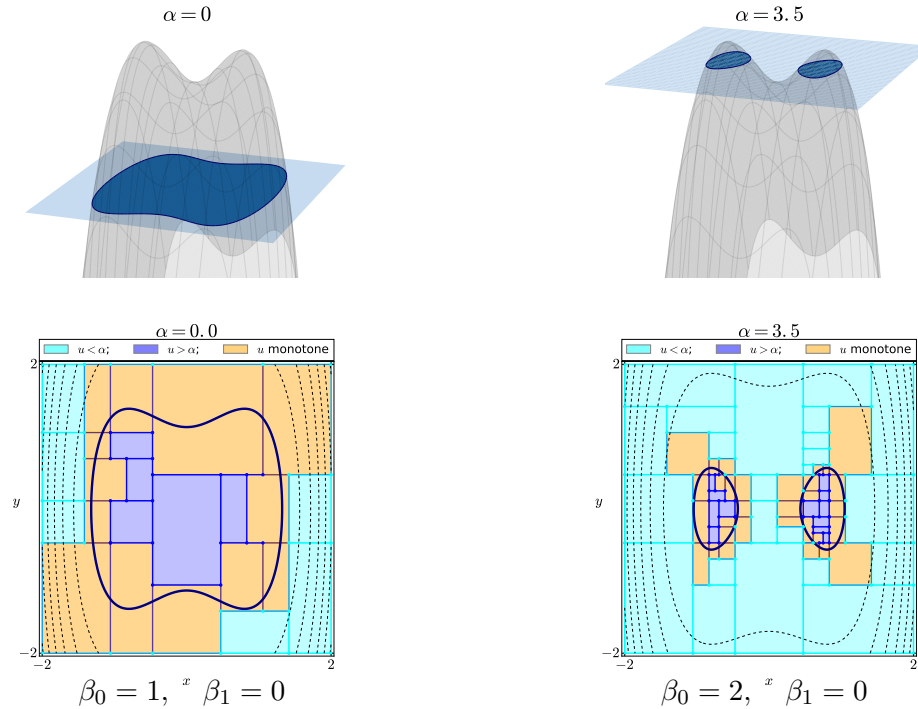 α = 0
α = 3.5
α = 0.0
u < α; u > α; u monotone
2
y
−2
−2 2
x
β₀ = 1, β₁ = 0
α = 3.5
u < α; u > α; u monotone
2
y
−2
−2 2
x
β₀ = 2, β₁ = 0